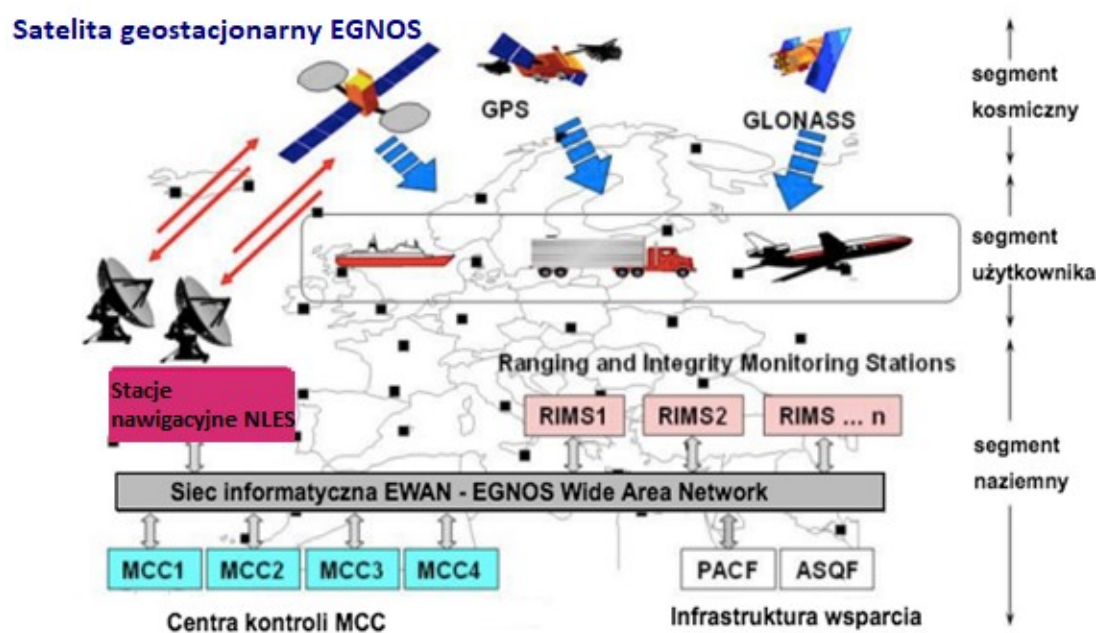 Satelita geostacjonarny EGNOS
GPS
GLONASS
segment
kosmiczny
segment
użytkownika
Ranging and Integrity Monitoring Stations
Stacje
nawigacyjne NLES
RIMS1
RIMS2
RIMS ... n
segment
naziemny
Siec informatyczna EWAN - EGNOS Wide Area Network
MCC1
MCC2
MCC3
MCC4
PACF
ASQF
Centra kontroli MCC
Infrastruktura wsparcia